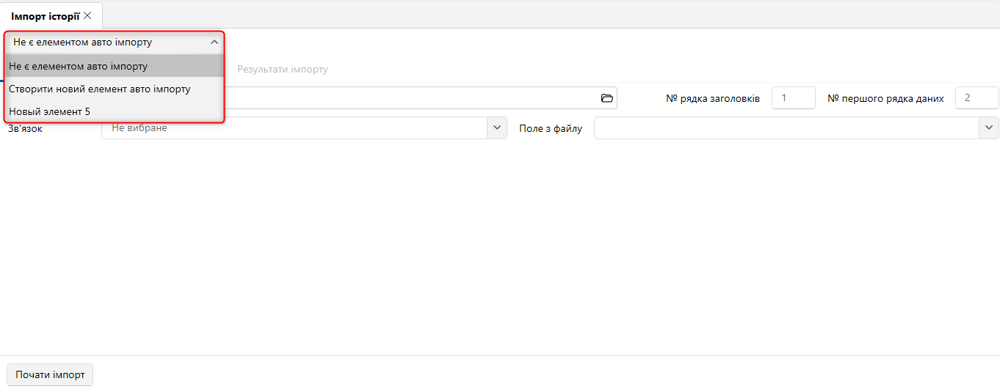 Імпорт історії
Не є елементом авто імпорту
Не є елементом авто імпорту
Створити новий елемент авто імпорту
Новый элемент 5
Результати імпорту
№ рядка заголовків 1 № першого рядка даних 2
Зв'язок Не вибране Поле з файлу
Почати імпорт